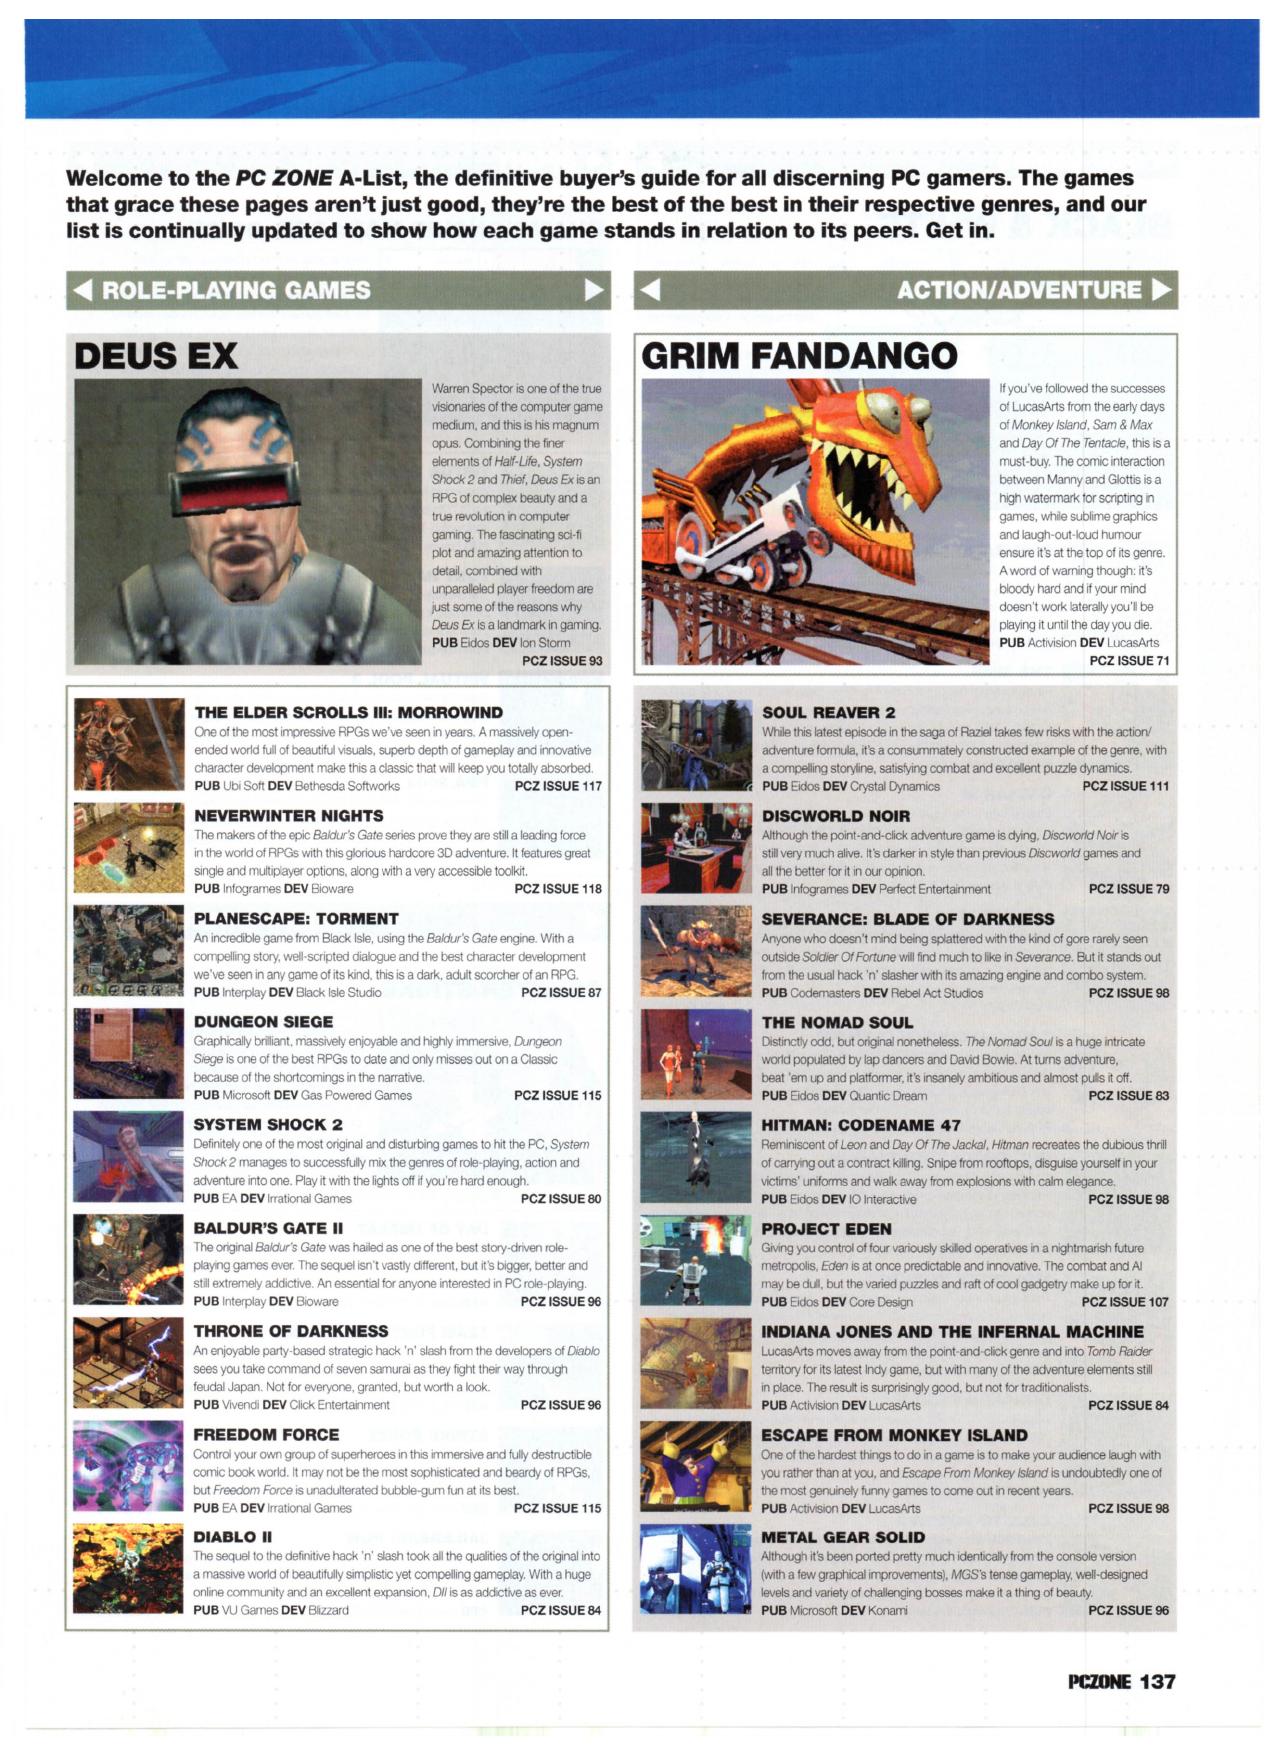 Welcome to the PC ZONE A-List, the definitive buyer's guide for all discerning PC gamers. The games
that grace these pages aren't just good, they're the best of the best in their respective genres, and our
list is continually updated to show how each game stands in relation to its peers. Get in.
ROLE-PLAYING GAMES
DEUS EX
Warren Spector is one of the true
visionaries of the computer game
medium, and this is his magnum
opus. Combining the finer
elements of Half-Life, System
Shock 2 and Thief, Deus Ex is an
RPG of complex beauty and a
true revolution in computer
gaming. The fascinating sci-fi
plot and amazing attention to
detail, combined with
unparalleled player freedom are
just some of the reasons why
Deus Ex is a landmark in gaming.
PUB Eidos DEV Ion Storm
PCZ ISSUE 93
THE ELDER SCROLLS III: MORROWIND
One of the most impressive RPGs we've seen in years. A massively open-
ended world full of beautiful visuals, superb depth of gameplay and innovative
character development make this a classic that will keep you totally absorbed.
PUB Ubi Soft DEV Bethesda Softworks PCZ ISSUE 117
NEVERWINTER NIGHTS
The makers of the epic Baldur's Gate series prove they are still a leading force
in the world of RPGs with this glorious hardcore 3D adventure. It features great
single and multiplayer options, along with a very accessible toolkit.
PUB Infogrames DEV Bioware PCZ ISSUE 118
PLANESCAPE: TORMENT
An incredible game from Black Isle, using the Baldur's Gate engine. With a
compelling story, well-scripted dialogue and the best character development
we've seen in any game of its kind, this is a dark, adult scorcher of an RPG.
PUB Interplay DEV Black Isle Studio PCZ ISSUE 87
DUNGEON SIEGE
Graphically brilliant, massively enjoyable and highly immersive, Dungeon
Siege is one of the best RPGs to date and only misses out on a Classic
because of the shortcomings in the narrative.
PUB Microsoft DEV Gas Powered Games PCZ ISSUE 115
SYSTEM SHOCK 2
Definitely one of the most original and disturbing games to hit the PC, System
Shock 2 manages to successfully mix the genres of role-playing, action and
adventure into one. Play it with the lights off if you're hard enough.
PUB EA DEV Irrational Games PCZ ISSUE 80
BALDUR'S GATE II
The original Baldur's Gate was hailed as one of the best story-driven role-
playing games ever. The sequel isn't vastly different, but it's bigger, better and
still extremely addictive. An essential for anyone interested in PC role-playing.
PUB Interplay DEV Bioware PCZ ISSUE 96
THRONE OF DARKNESS
An enjoyable party-based strategic hack 'n' slash from the developers of Diablo
sees you take command of seven samurai as they fight their way through
feudal Japan. Not for everyone, granted, but worth a look.
PUB Vivendi DEV Click Entertainment PCZ ISSUE 96
FREEDOM FORCE
Control your own group of superheroes in this immersive and fully destructible
comic book world. It may not be the most sophisticated and beardy of RPGs,
but Freedom Force is unadulterated bubble-gum fun at its best.
PUB EA DEV Irrational Games PCZ ISSUE 115
DIABLO II
The sequel to the definitive hack 'n' slash took all the qualities of the original into
a massive world of beautifully simplistic yet compelling gameplay. With a huge
online community and an excellent expansion, DII is as addictive as ever.
PUB VU Games DEV Blizzard PCZ ISSUE 84
ACTION/ADVENTURE
GRIM FANDANGO
If you've followed the successes
of LucasArts from the early days
of Monkey Island, Sam & Max
and Day Of The Tentacle, this is a
must-buy. The comic interaction
between Manny and Glottis is a
high watermark for scripting in
games, while sublime graphics
and laugh-out-loud humour
ensure it's at the top of its genre.
A word of warning though: it's
bloody hard and if your mind
doesn't work laterally you'll be
playing it until the day you die.
PUB Activision DEV LucasArts
PCZ ISSUE 71
SOUL REAVER 2
While this latest episode in the saga of Raziel takes few risks with the action/
adventure formula, it's a consummately constructed example of the genre, with
a compelling storyline, satisfying combat and excellent puzzle dynamics.
PUB Eidos DEV Crystal Dynamics PCZ ISSUE 111
DISCWORLD NOIR
Although the point-and-click adventure game is dying, Discworld Noir is
still very much alive. It's darker in style than previous Discworld games and
all the better for it in our opinion.
PUB Infogrames DEV Perfect Entertainment PCZ ISSUE 79
SEVERANCE: BLADE OF DARKNESS
Anyone who doesn't mind being splattered with the kind of gore rarely seen
outside Soldier Of Fortune will find much to like in Severance. But it stands out
from the usual hack 'n' slasher with its amazing engine and combo system.
PUB Codemasters DEV Rebel Act Studios PCZ ISSUE 98
THE NOMAD SOUL
Distinctly odd, but original nonetheless. The Nomad Soul is a huge intricate
world populated by lap dancers and David Bowie. At turns adventure,
beat 'em up and platformer, it's insanely ambitious and almost pulls it off.
PUB Eidos DEV Quantic Dream PCZ ISSUE 83
HITMAN: CODENAME 47
Reminiscent of Leon and Day Of The Jackal, Hitman recreates the dubious thrill
of carrying out a contract killing. Snipe from rooftops, disguise yourself in your
victims' uniforms and walk away from explosions with calm elegance.
PUB Eidos DEV IO Interactive PCZ ISSUE 98
PROJECT EDEN
Giving you control of four variously skilled operatives in a nightmarish future
metropolis, Eden is at once predictable and innovative. The combat and AI
may be dull, but the varied puzzles and raft of cool gadgetry make up for it.
PUB Eidos DEV Core Design PCZ ISSUE 107
INDIANA JONES AND THE INFERNAL MACHINE
LucasArts moves away from the point-and-click genre and into Tomb Raider
territory for its latest Indy game, but with many of the adventure elements still
in place. The result is surprisingly good, but not for traditionalists.
PUB Activision DEV LucasArts PCZ ISSUE 84
ESCAPE FROM MONKEY ISLAND
One of the hardest things to do in a game is to make your audience laugh with
you rather than at you, and Escape From Monkey Island is undoubtedly one of
the most genuinely funny games to come out in recent years.
PUB Activision DEV LucasArts PCZ ISSUE 98
METAL GEAR SOLID
Although it's been ported pretty much identically from the console version
(with a few graphical improvements), MGS's tense gameplay, well-designed
levels and variety of challenging bosses make it a thing of beauty.
PUB Microsoft DEV Konami PCZ ISSUE 96
PCZONE 137